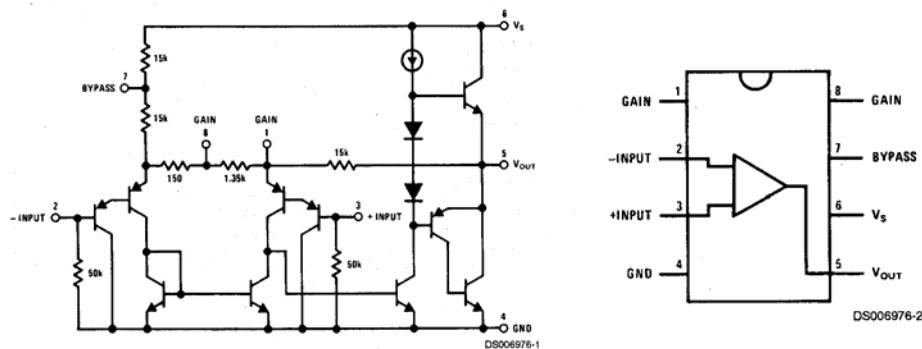 6
Vs
15k
7
BYPASS
15k
GAIN
8
GAIN
1
15k
5
VOUT
150
1.35k
2
– INPUT
3
+ INPUT
50k
50k
4
GND
DS006976-1
1
GAIN
8
GAIN
2
–INPUT
7
BYPASS
3
+INPUT
6
VS
4
GND
5
VOUT
DS006976-2